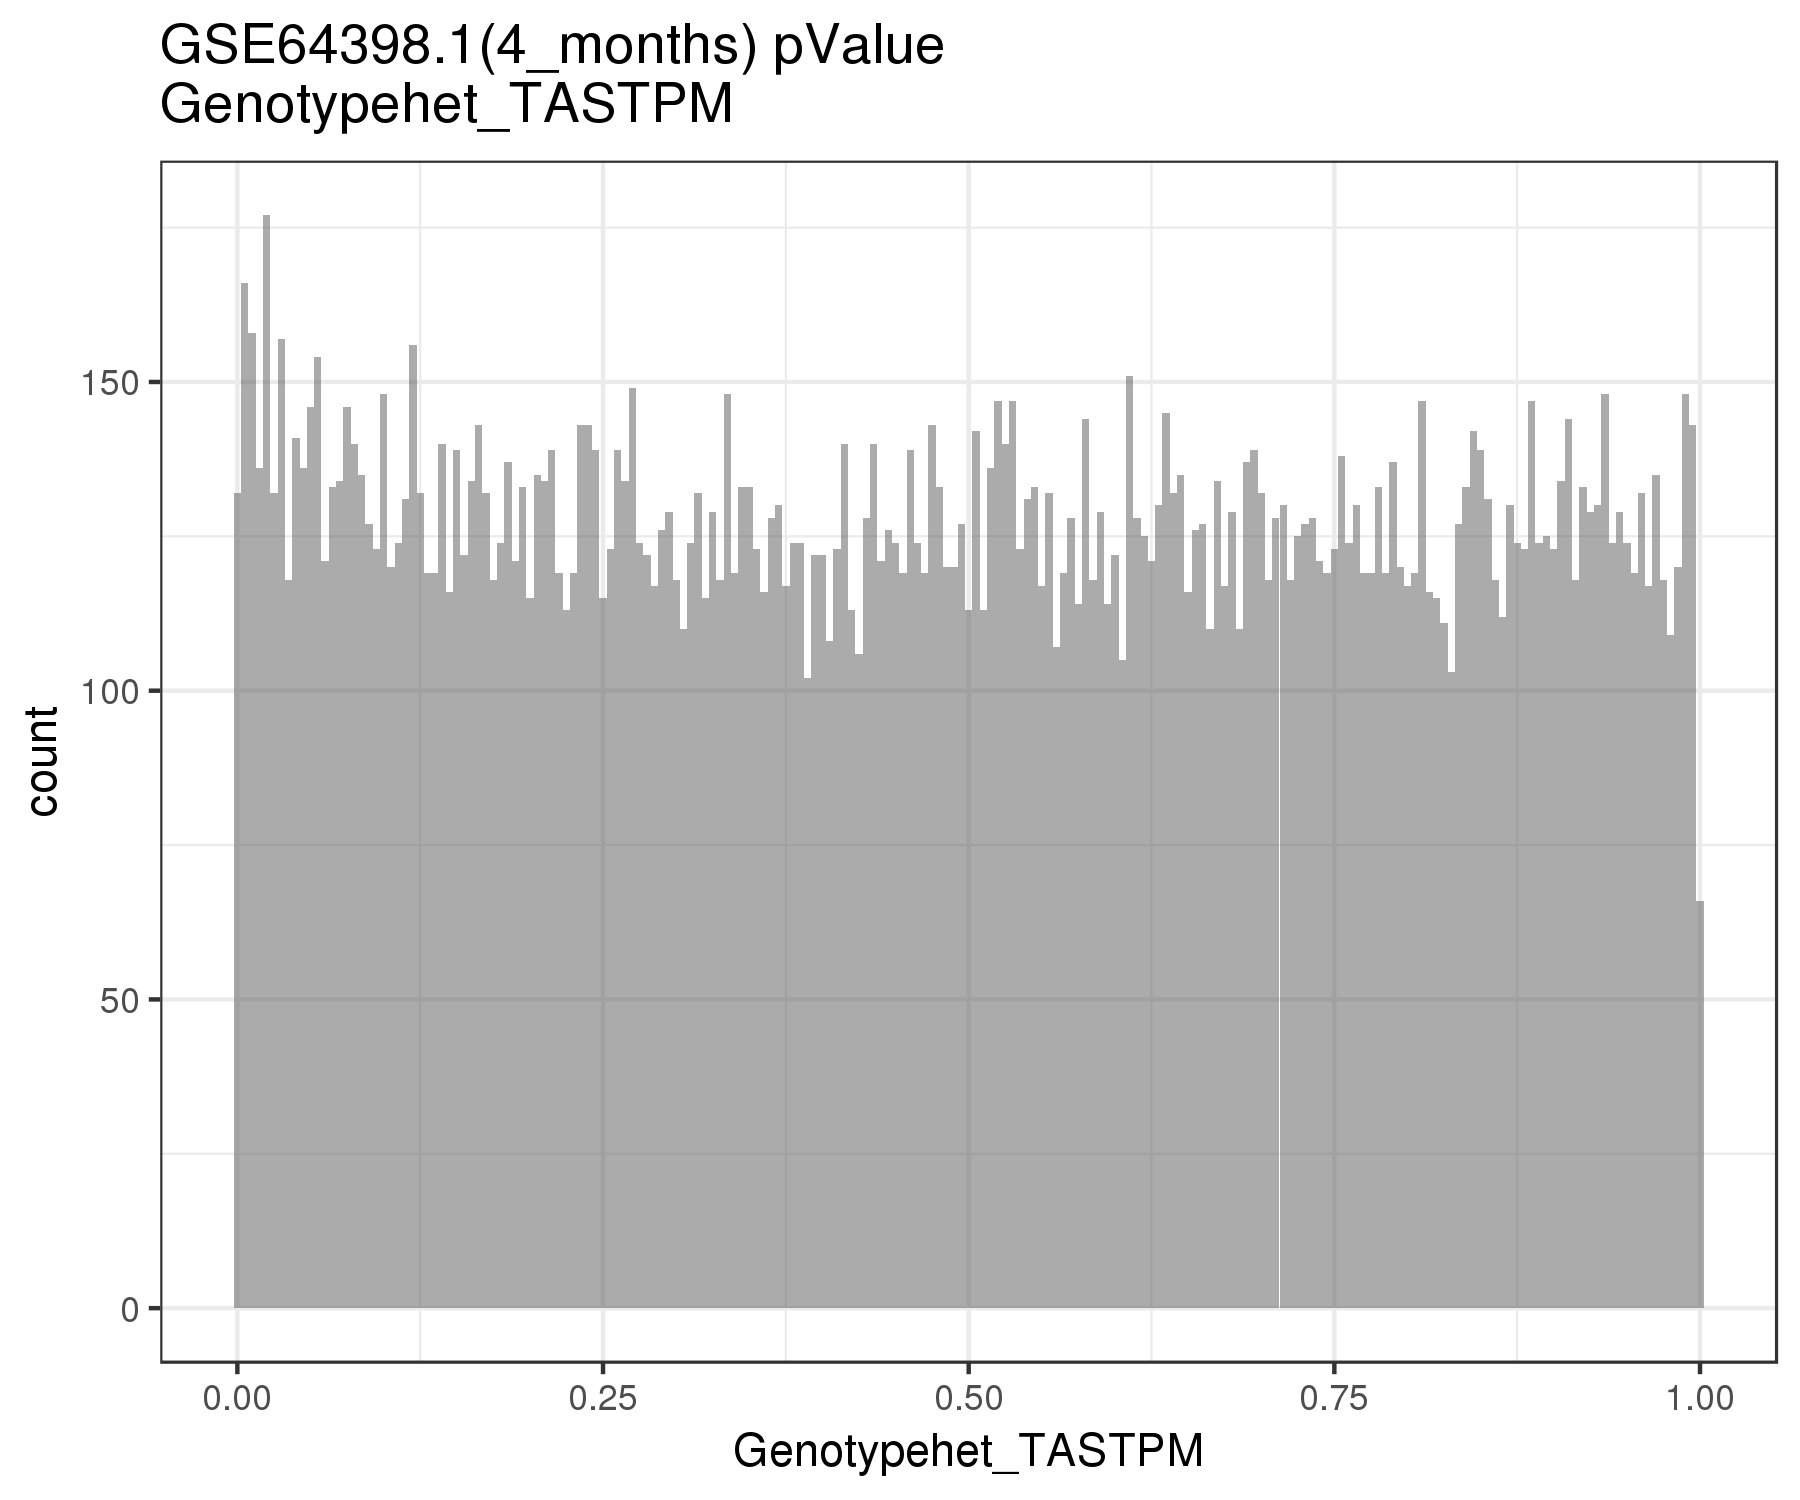 GSE64398.1(4_months) pValue
Genotypehet_TASTPM
count
150
100
50
0
0.00 0.25 0.50 0.75 1.00
Genotypehet_TASTPM